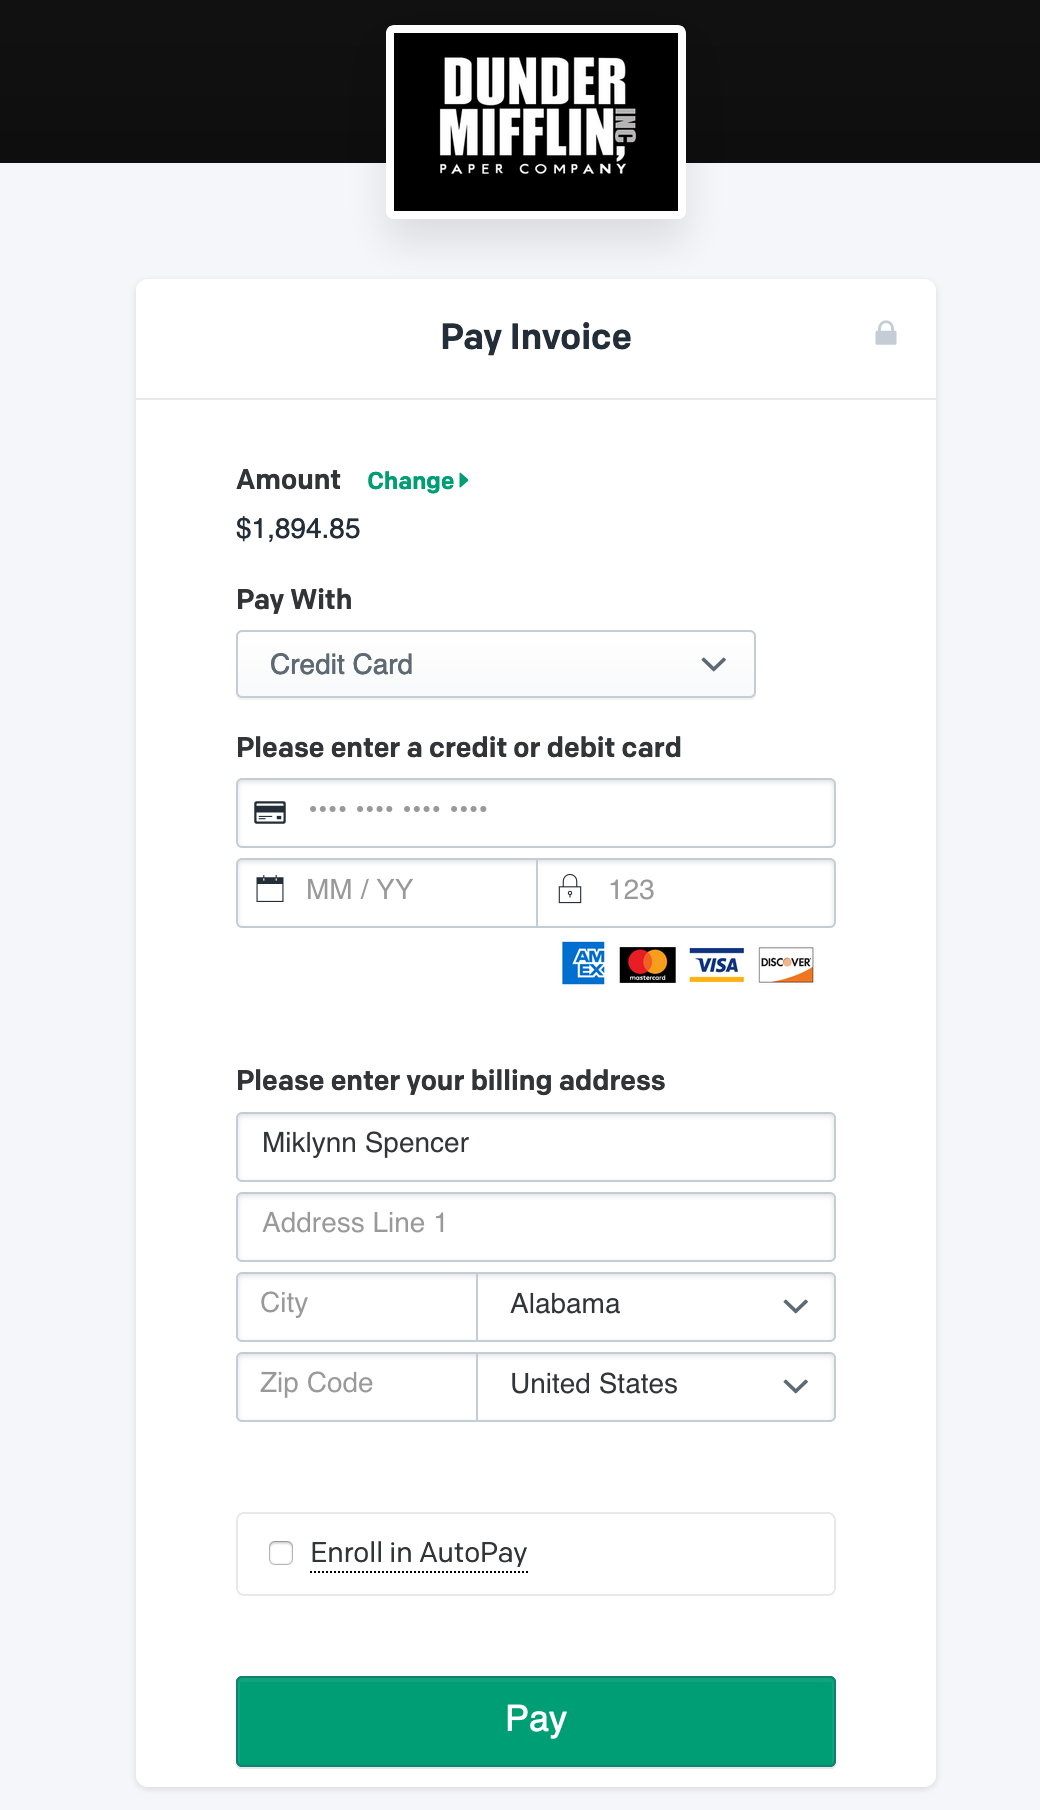 DUNDER
MIFFLIN, INC
PAPER COMPANY
Pay Invoice
Amount Change
$1,894.85
Pay With
Credit Card
Please enter a credit or debit card
•••• •••• •••• ••••
MM / YY 123
AM EX mastercard VISA DISCOVER
Please enter your billing address
Miklynn Spencer
Address Line 1
City Alabama
Zip Code United States
Enroll in AutoPay
Pay